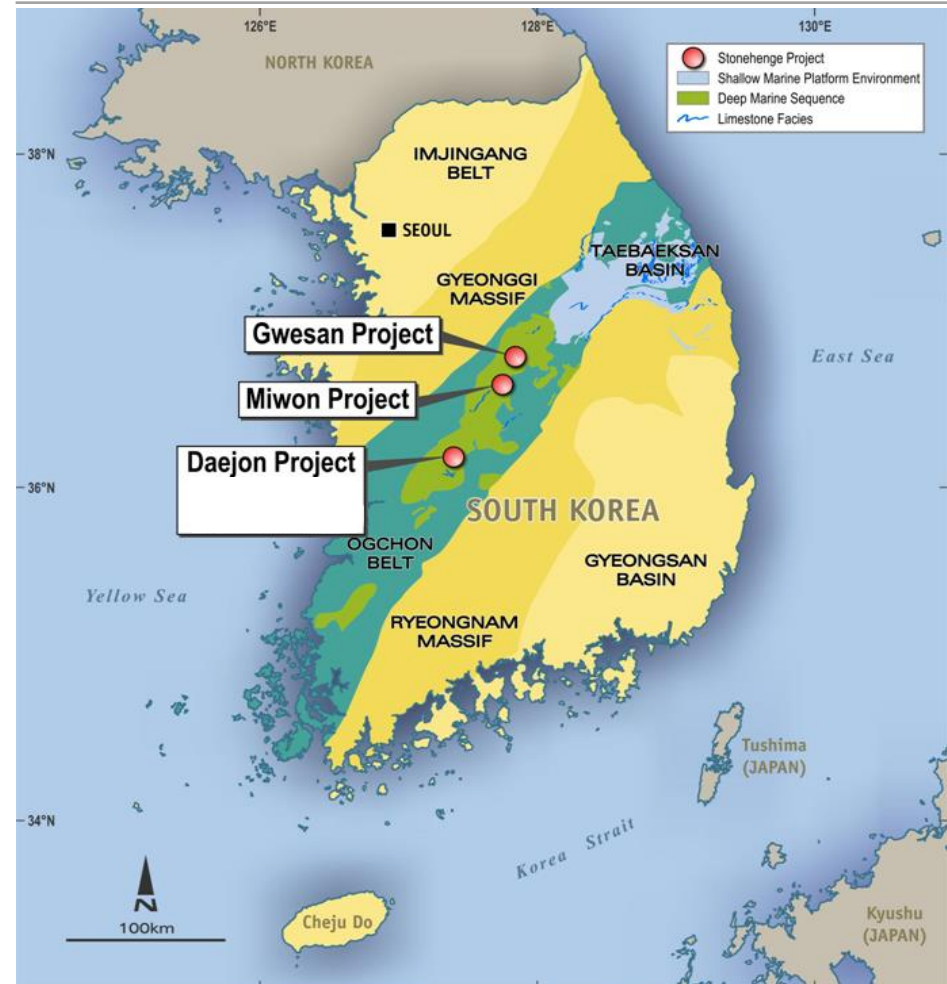 126°E
128°E
130°E
NORTH KOREA
Stonehenge Project
Shallow Marine Platform Environment
Deep Marine Sequence
Limestone Facies
38°N
IMJINGANG
BELT
SEOUL
TAEBAEKSAN
BASIN
GYEONGGI
MASSIF
Gwesan Project
East Sea
Miwon Project
Daejon Project
36°N
SOUTH KOREA
OGCHON
BELT
GYEONGSAN
BASIN
Yellow Sea
RYEONGNAM
MASSIF
Tushima
(JAPAN)
34°N
Korea Strait
N
100km
Cheju Do
Kyushu
(JAPAN)